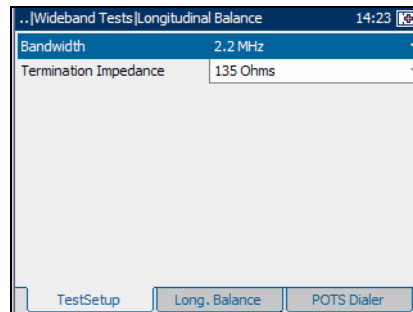 ..|Wideband Tests|Longitudinal Balance 14:23
Bandwidth 2.2 MHz
Termination Impedance 135 Ohms
TestSetup Long. Balance POTS Dialer